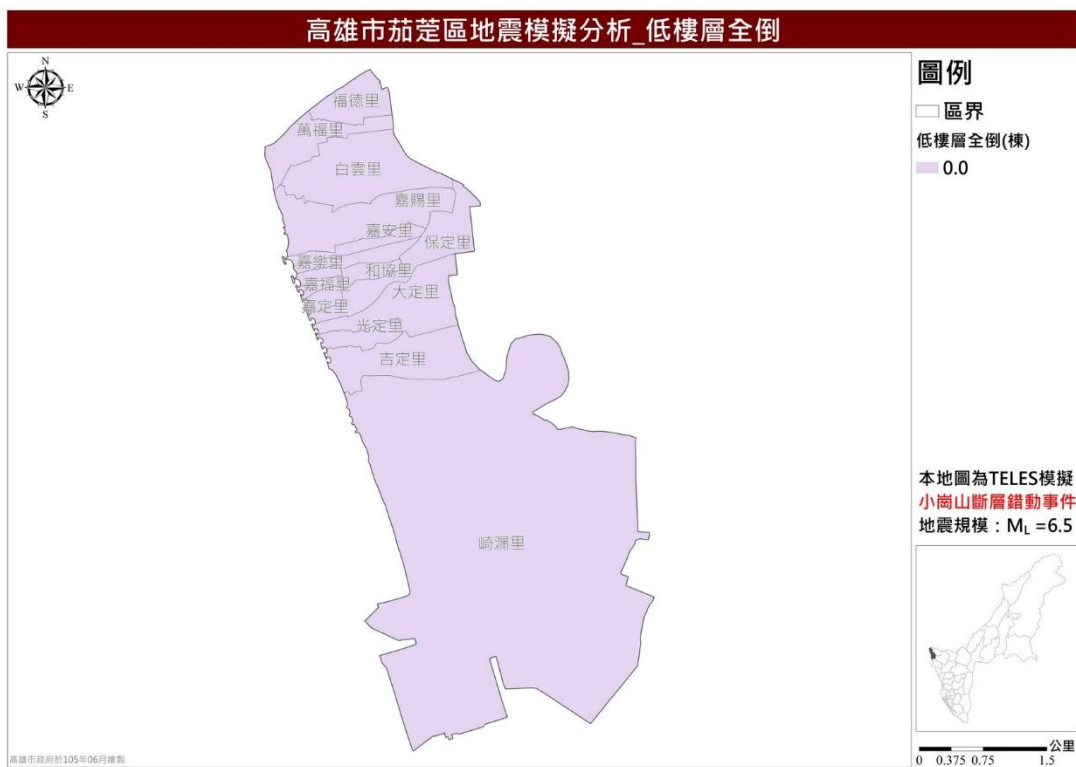 高雄市茄萣區地震模擬分析_低樓層全倒
N
W
E
S
福德里
萬福里
白雲里
嘉賜里
嘉安里
保定里
嘉樂里
和協里
嘉福里
大定里
嘉定里
光定里
吉定里
崎漏里
圖例
區界
低樓層全倒(棟)
0.0
本地圖為TELES模擬
小崗山斷層錯動事件
地震規模：ML =6.5
公里
0 0.375 0.75 1.5
高雄市政府於105年06月繪製